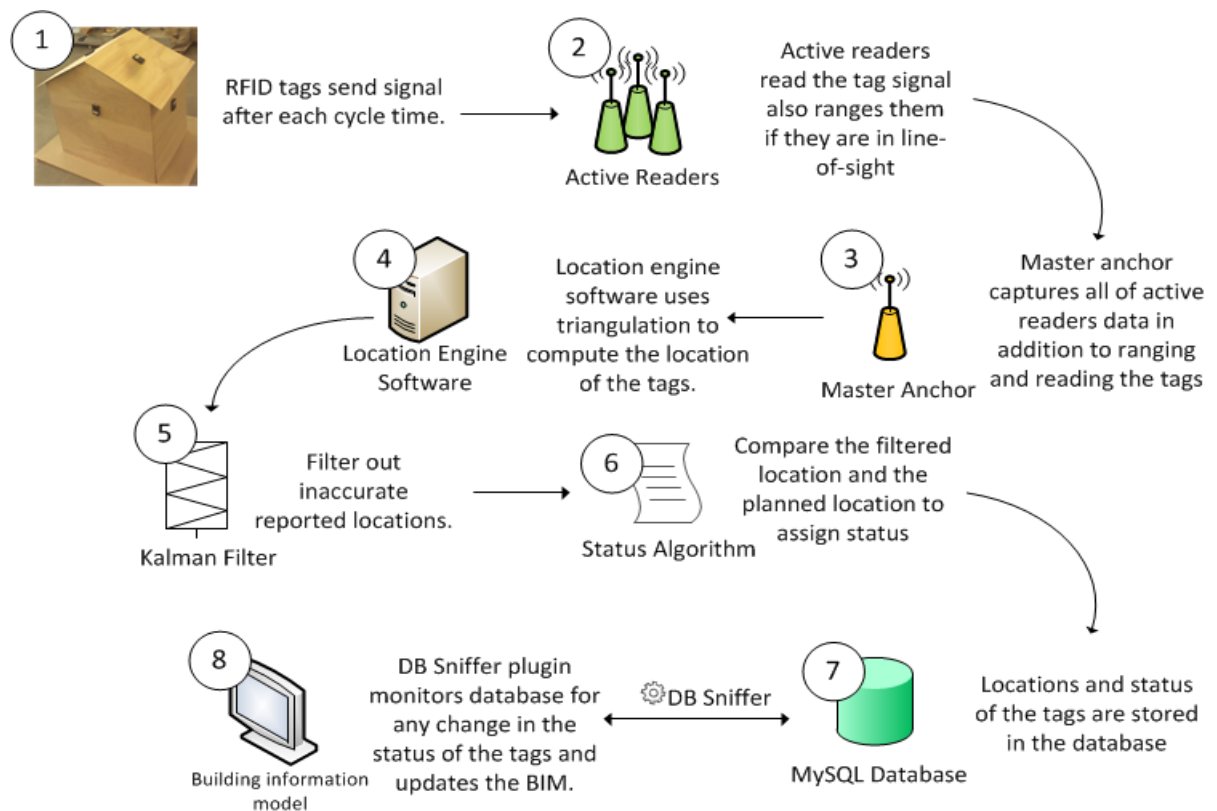 1
RFID tags send signal
after each cycle time.
2
Active Readers
Active readers
read the tag signal
also ranges them
if they are in line-
of-sight
Master anchor
captures all of active
readers data in
addition to ranging
and reading the tags
3
Master Anchor
Location engine
software uses
triangulation to
compute the location
of the tags.
4
Location Engine
Software
5
Kalman Filter
Filter out
inaccurate
reported locations.
6
Status Algorithm
Compare the filtered
location and the
planned location to
assign status
Locations and status
of the tags are stored
in the database
7
MySQL Database
DB Sniffer
DB Sniffer plugin
monitors database for
any change in the
status of the tags and
updates the BIM.
8
Building information
model